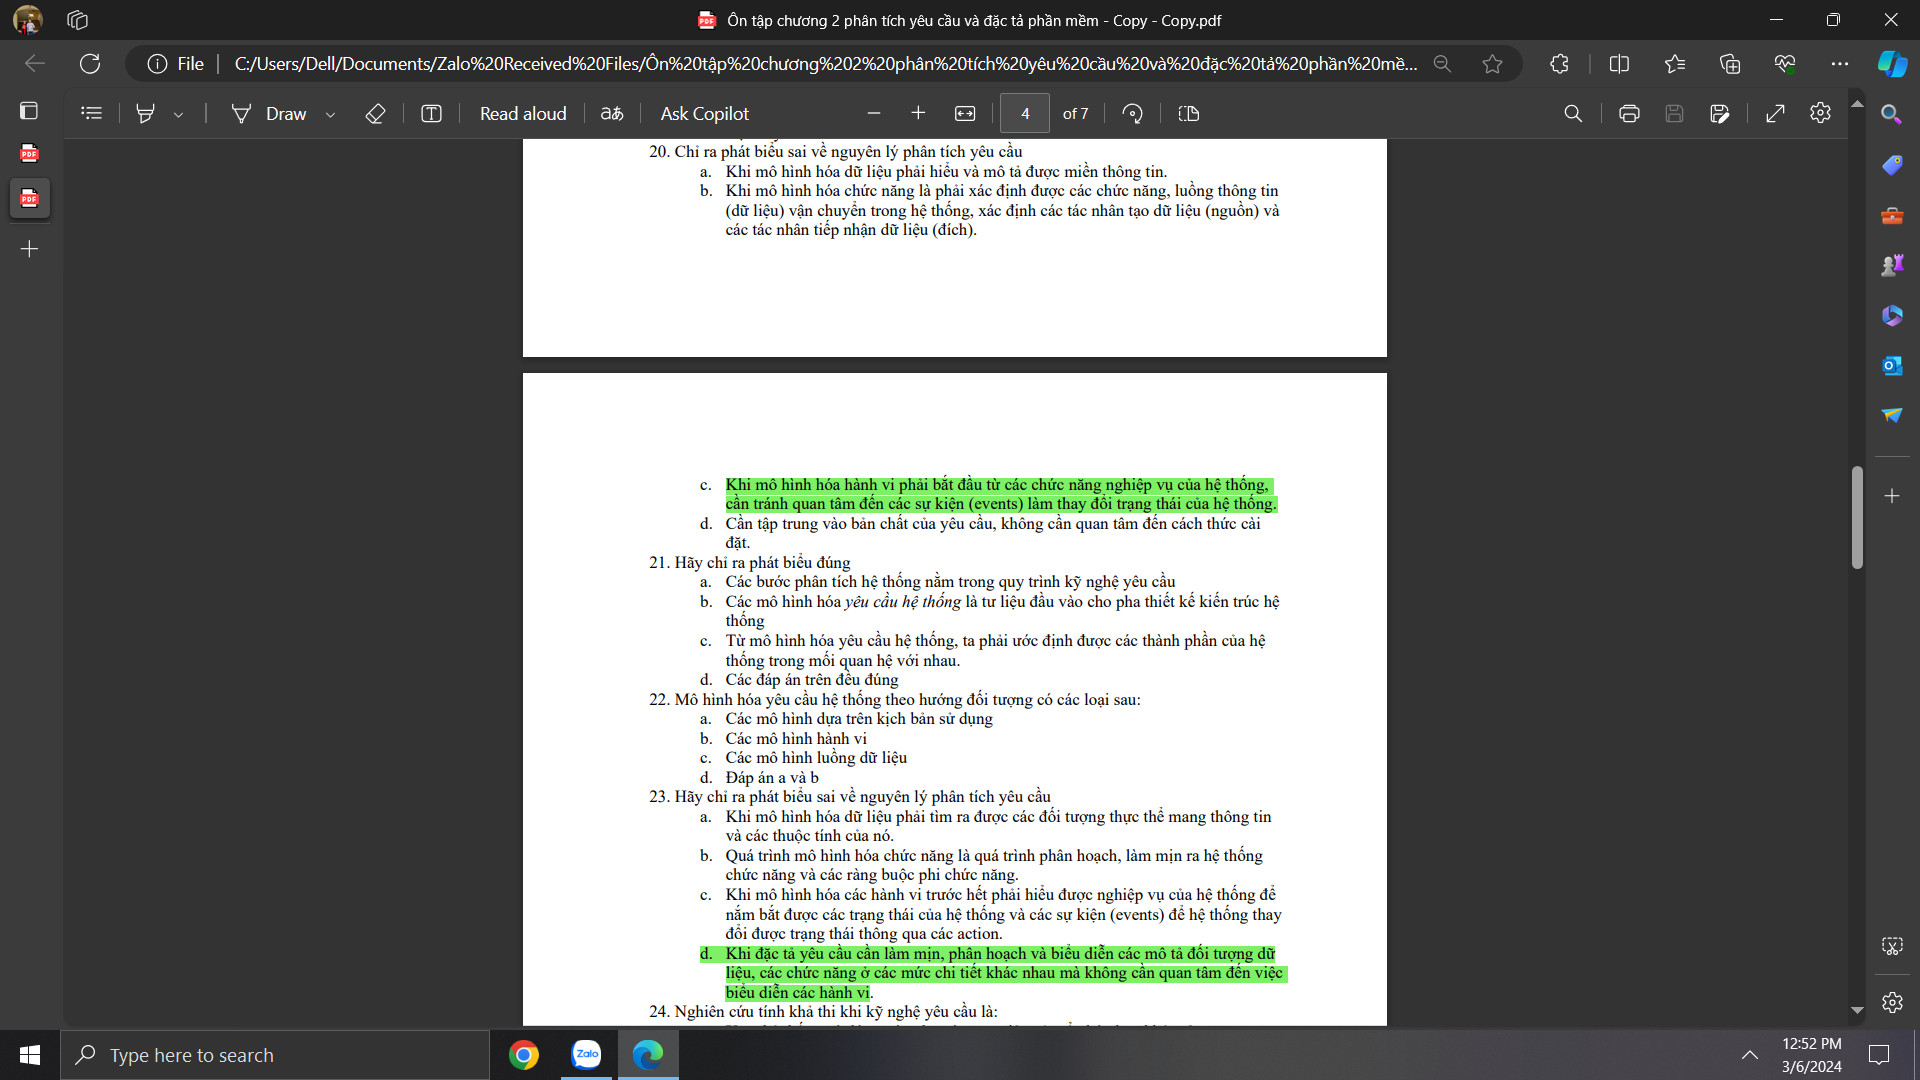 Ôn tập chương 2 phân tích yêu cầu và đặc tả phần mềm - Copy - Copy.pdf
File
C:/Users/Dell/Documents/Zalo%20Received%20Files/Ôn%20tập%20chương%202%20phân%20tích%20yêu%20cầu%20và%20đặc%20tả%20phần%20mề...
Draw
Read aloud
aあ
Ask Copilot
4
of 7
20. Chỉ ra phát biểu sai về nguyên lý phân tích yêu cầu
a. Khi mô hình hóa dữ liệu phải hiểu và mô tả được miền thông tin.
b. Khi mô hình hóa chức năng là phải xác định được các chức năng, luồng thông tin
(dữ liệu) vận chuyển trong hệ thống, xác định các tác nhân tạo dữ liệu (nguồn) và
các tác nhân tiếp nhận dữ liệu (đích).
c. Khi mô hình hóa hành vi phải bắt đầu từ các chức năng nghiệp vụ của hệ thống,
cần tránh quan tâm đến các sự kiện (events) làm thay đổi trạng thái của hệ thống.
d. Cần tập trung vào bản chất của yêu cầu, không cần quan tâm đến cách thức cài
đặt.
21. Hãy chỉ ra phát biểu đúng
a. Các bước phân tích hệ thống nằm trong quy trình kỹ nghệ yêu cầu
b. Các mô hình hóa yêu cầu hệ thống là tư liệu đầu vào cho pha thiết kế kiến trúc hệ
thống
c. Từ mô hình hóa yêu cầu hệ thống, ta phải ước định được các thành phần của hệ
thống trong mối quan hệ với nhau.
d. Các đáp án trên đều đúng
22. Mô hình hóa yêu cầu hệ thống theo hướng đối tượng có các loại sau:
a. Các mô hình dựa trên kịch bản sử dụng
b. Các mô hình hành vi
c. Các mô hình luồng dữ liệu
d. Đáp án a và b
23. Hãy chỉ ra phát biểu sai về nguyên lý phân tích yêu cầu
a. Khi mô hình hóa dữ liệu phải tìm ra được các đối tượng thực thể mang thông tin
và các thuộc tính của nó.
b. Quá trình mô hình hóa chức năng là quá trình phân hoạch, làm mịn ra hệ thống
chức năng và các ràng buộc phi chức năng.
c. Khi mô hình hóa các hành vi trước hết phải hiểu được nghiệp vụ của hệ thống để
nắm bắt được các trạng thái của hệ thống và các sự kiện (events) để hệ thống thay
đổi được trạng thái thông qua các action.
d. Khi đặc tả yêu cầu cần làm mịn, phân hoạch và biểu diễn các mô tả đối tượng dữ
liệu, các chức năng ở các mức chi tiết khác nhau mà không cần quan tâm đến việc
biểu diễn các hành vi.
24. Nghiên cứu tính khả thi khi kỹ nghệ yêu cầu là:
Type here to search
Zalo
12:52 PM
3/6/2024